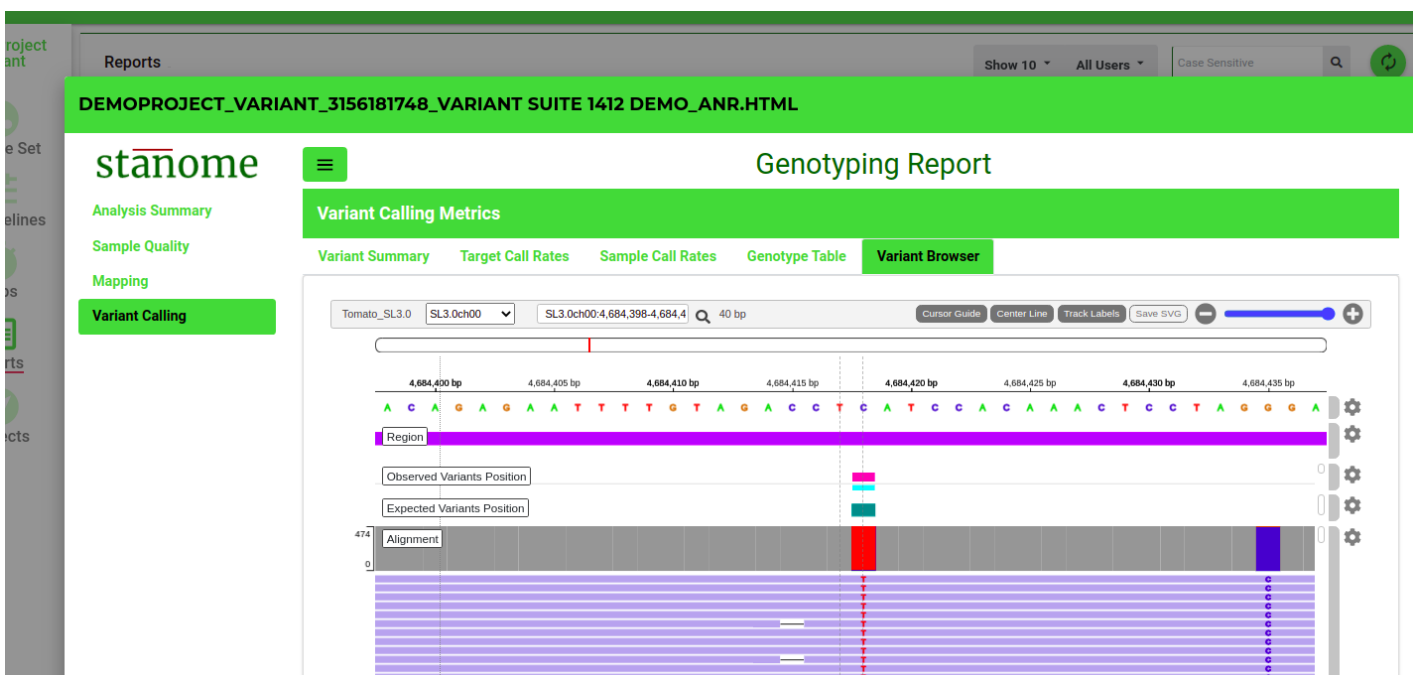 roject
ant
Reports
Show 10
All Users
Case Sensitive
DEMOPROJECT_VARIANT_3156181748_VARIANT SUITE 1412 DEMO_ANR.HTML
e Set
elines
rts
ects
stanome
Genotyping Report
Analysis Summary
Sample Quality
Mapping
Variant Calling
Variant Calling Metrics
Variant Summary
Target Call Rates
Sample Call Rates
Genotype Table
Variant Browser
Tomato_SL3.0
SL3.0ch00
SL3.0ch00:4,684,398-4,684,4
40 bp
Cursor Guide
Center Line
Track Labels
Save SVG
4,684,400 bp
4,684,405 bp
4,684,410 bp
4,684,415 bp
4,684,420 bp
4,684,425 bp
4,684,430 bp
4,684,435 bp
A C A G A G A A T T T T G T A G A C C T C A T C C A C A A A C T C C T A G G G A
Region
Observed Variants Position
Expected Variants Position
474
0
Alignment
T C
T C
T C
T C
T C
T C
T C
T C
T C
T C
T C